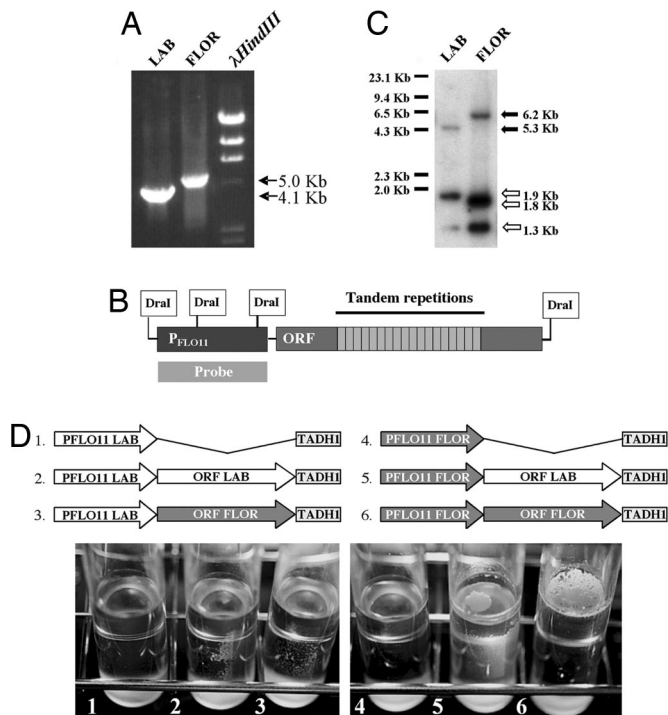 A
LAB
FLOR
λHindIII
5.0 Kb
4.1 Kb
C
LAB
FLOR
23.1 Kb
9.4 Kb
6.5 Kb
4.3 Kb
2.3 Kb
2.0 Kb
6.2 Kb
5.3 Kb
1.9 Kb
1.8 Kb
1.3 Kb
B
DraI
DraI
DraI
Tandem repetitions
DraI
PFLO11
ORF
Probe
D
1. PFLO11 LAB TADH1
2. PFLO11 LAB ORF LAB TADH1
3. PFLO11 LAB ORF FLOR TADH1
4. PFLO11 FLOR TADH1
5. PFLO11 FLOR ORF LAB TADH1
6. PFLO11 FLOR ORF FLOR TADH1
1 2 3
4 5 6